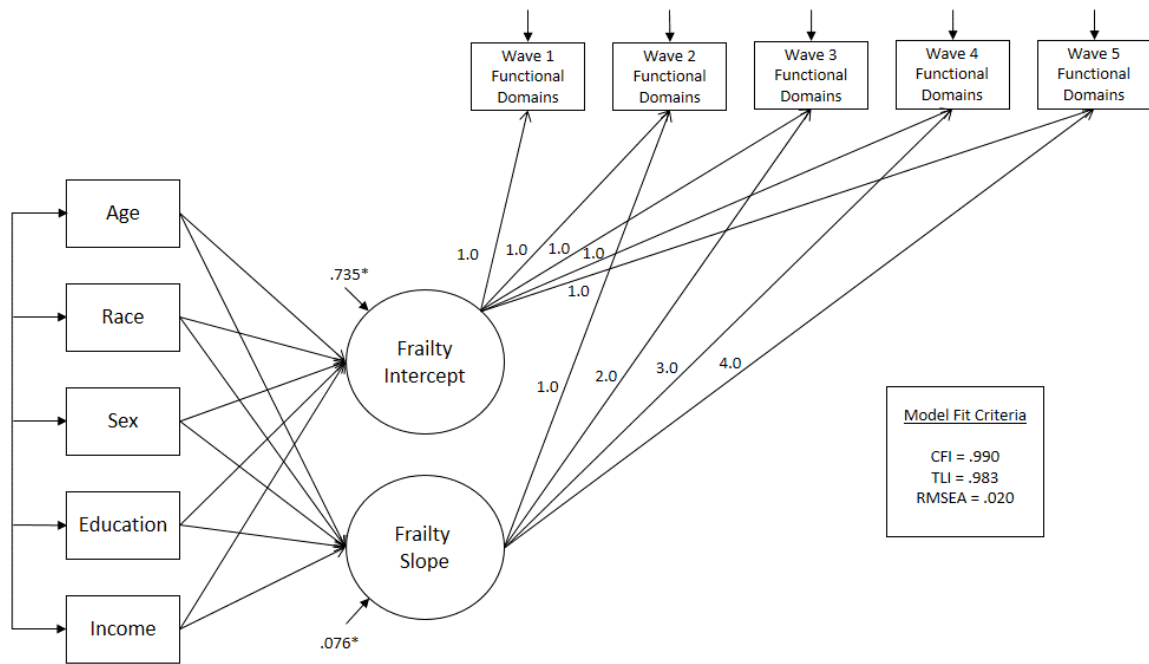 Wave 1
Functional
Domains
Wave 2
Functional
Domains
Wave 3
Functional
Domains
Wave 4
Functional
Domains
Wave 5
Functional
Domains
Age
Race
Sex
Education
Income
.735*
Frailty
Intercept
Frailty
Slope
.076*
1.0
1.0
1.0
1.0
1.0
1.0
2.0
3.0
4.0
Model Fit Criteria
CFI = .990
TLI = .983
RMSEA = .020